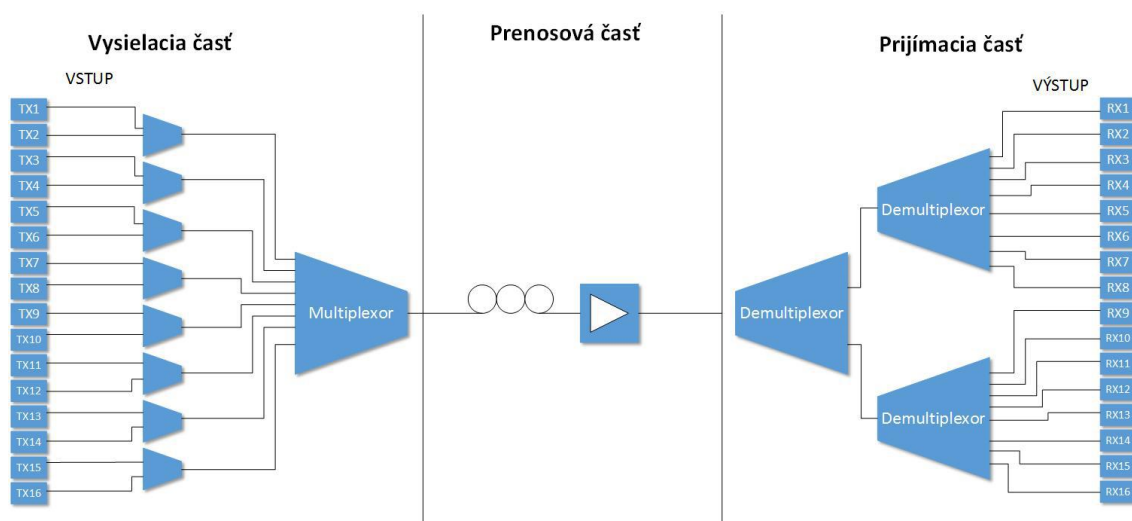 Vysielacia časť
Prenosová časť
Prijímacia časť
VSTUP
VÝSTUP
TX1
TX2
TX3
TX4
TX5
TX6
TX7
TX8
TX9
TX10
TX11
TX12
TX13
TX14
TX15
TX16
Multiplexor
Demultiplexor
Demultiplexor
Demultiplexor
RX1
RX2
RX3
RX4
RX5
RX6
RX7
RX8
RX9
RX10
RX11
RX12
RX13
RX14
RX15
RX16